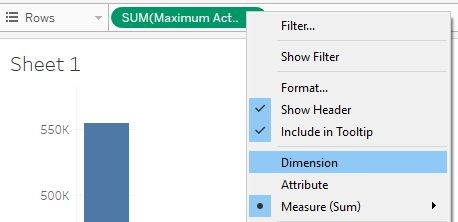 Rows
SUM(Maximum Act..
Filter...
Show Filter
Format...
Show Header
Include in Tooltip
Dimension
Attribute
Measure (Sum)
Sheet 1
550K
500K